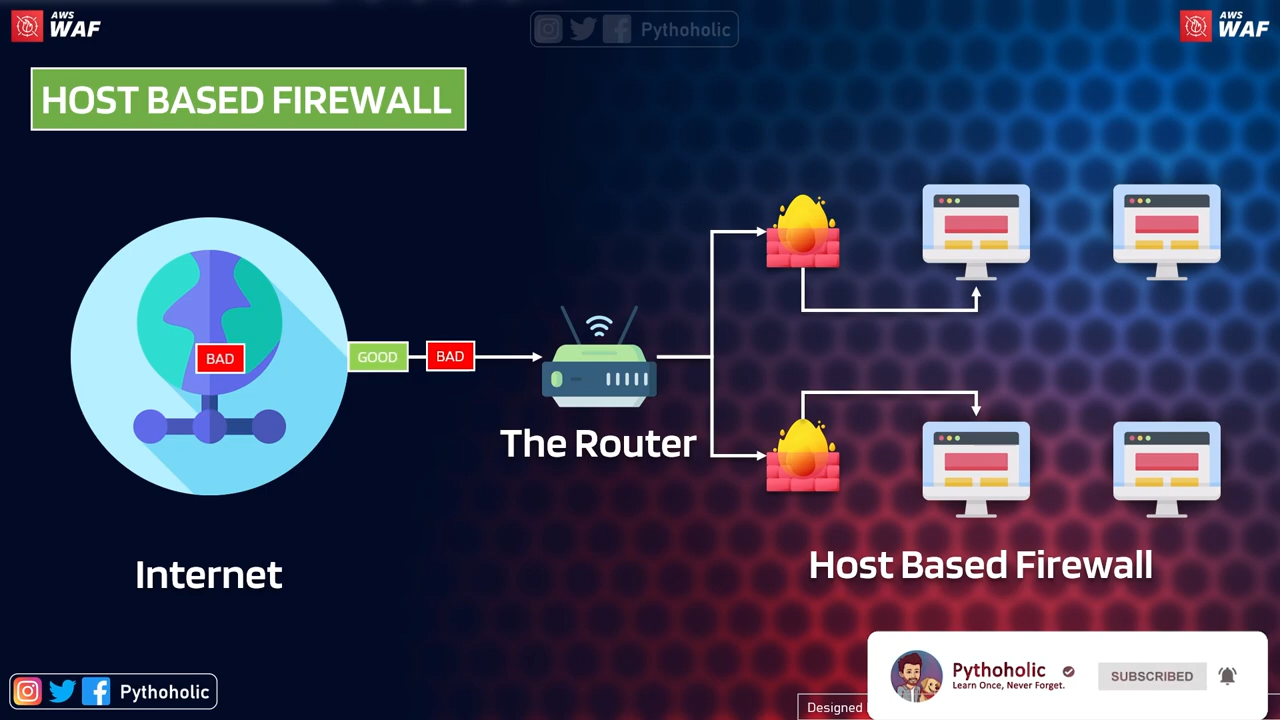 AWS
WAF
Pythoholic
AWS
WAF
HOST BASED FIREWALL
BAD
GOOD
BAD
The Router
Internet
Host Based Firewall
Pythoholic
Designed
Pythoholic
Learn Once, Never Forget.
SUBSCRIBED